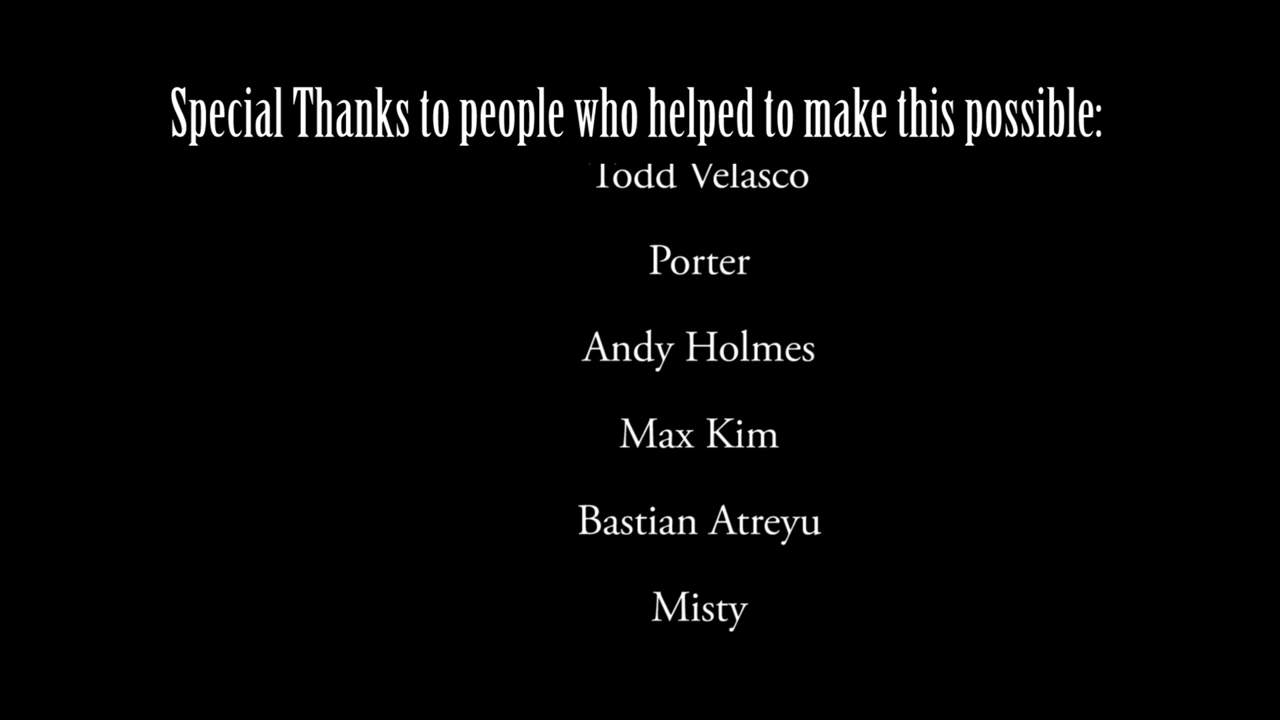 Special Thanks to people who helped to make this possible:
Todd Velasco
Porter
Andy Holmes
Max Kim
Bastian Atreyu
Misty